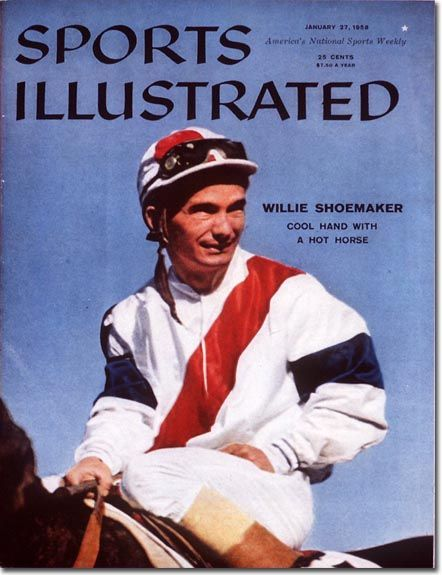 SPORTS
ILLUSTRATED
JANUARY 27, 1958
America's National Sports Weekly
25 CENTS
$7.50 A YEAR
WILLIE SHOEMAKER
COOL HAND WITH
A HOT HORSE